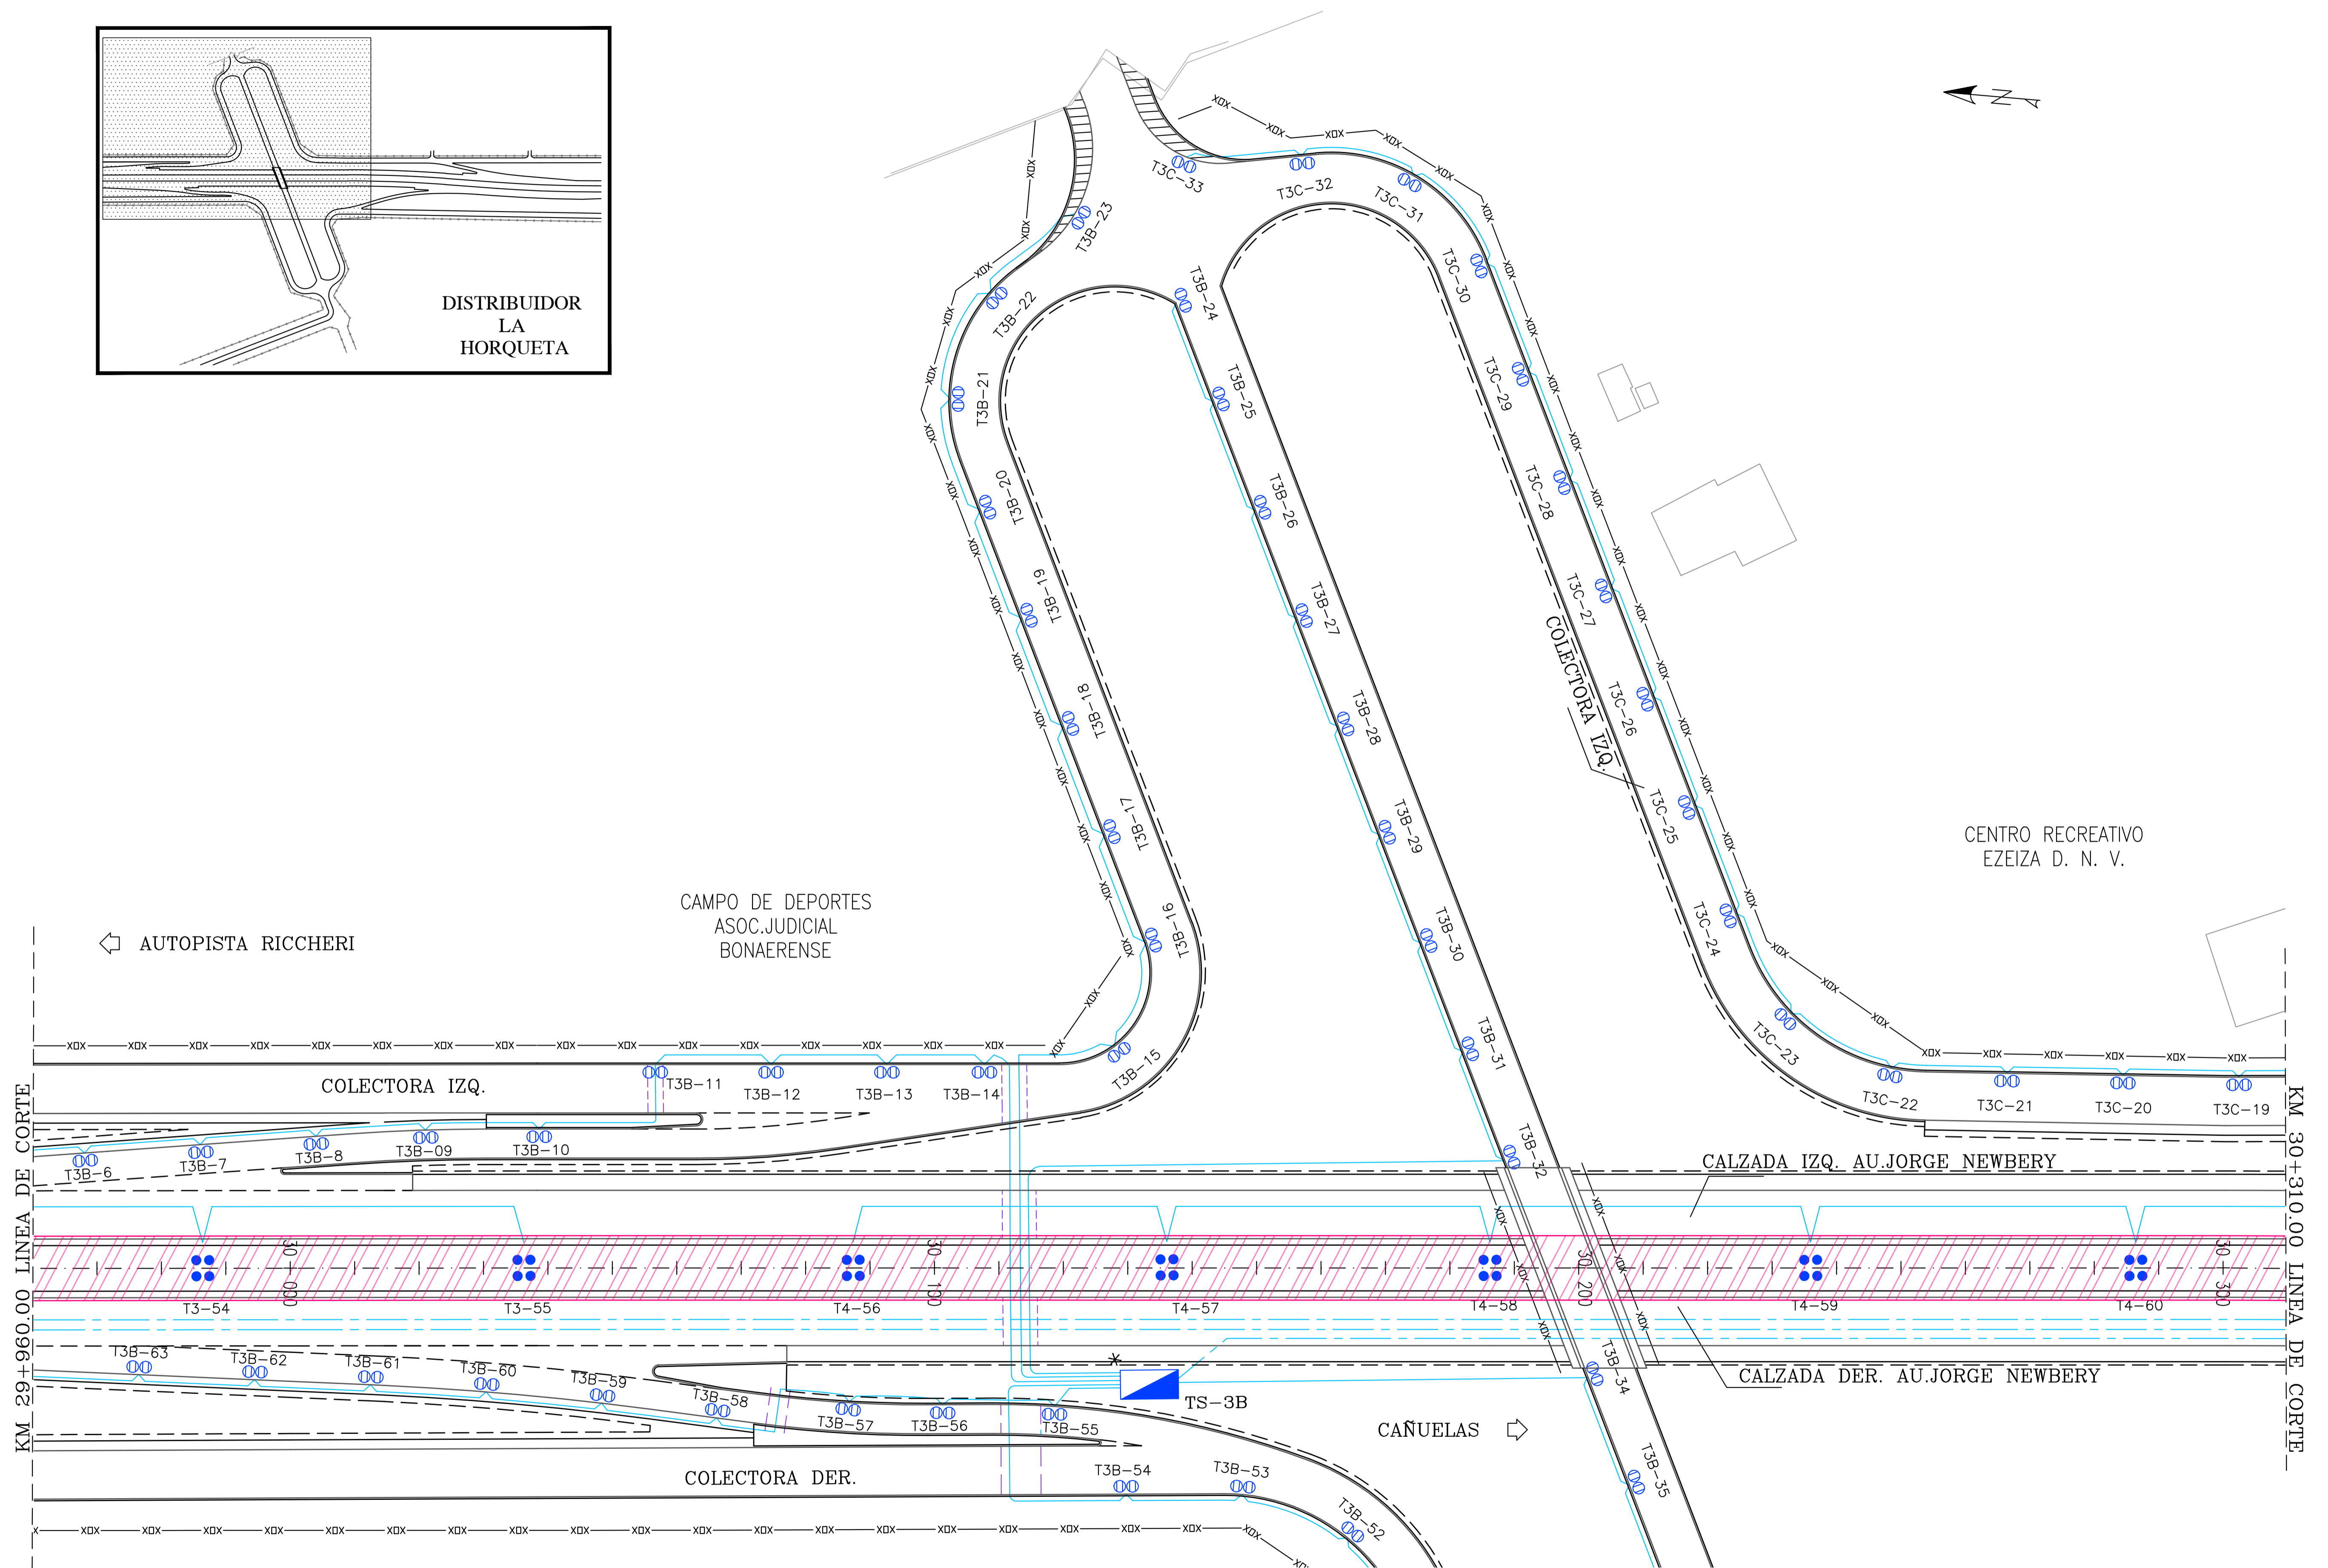 DISTRIBUIDOR
LA
HORQUETA
N
T3C-33
T3C-32
T3C-31
T3C-30
T3C-29
T3C-28
T3C-27
T3C-26
T3C-25
T3C-24
T3C-23
T3C-22
T3C-21
T3C-20
T3C-19
T3B-23
T3B-22
T3B-21
T3B-20
T3B-19
T3B-18
T3B-17
T3B-16
T3B-15
T3B-24
T3B-25
T3B-26
T3B-27
T3B-28
T3B-29
T3B-30
T3B-31
T3B-32
T3B-34
T3B-35
COLECTORA IZQ.
CENTRO RECREATIVO
EZEIZA D. N. V.
CAMPO DE DEPORTES
ASOC.JUDICIAL
BONAERENSE
AUTOPISTA RICCHERI
COLECTORA IZQ.
T3B-11
T3B-12
T3B-13
T3B-14
T3B-6
T3B-7
T3B-8
T3B-09
T3B-10
CALZADA IZQ. AU.JORGE NEWBERY
KM 29+960.00 LINEA DE CORTE
KM 30+310.00 LINEA DE CORTE
30 000
30 100
30 200
30 300
T3-54
T3-55
T4-56
T4-57
T4-58
T4-59
T4-60
T3B-63
T3B-62
T3B-61
T3B-60
T3B-59
T3B-58
T3B-57
T3B-56
T3B-55
TS-3B
CALZADA DER. AU.JORGE NEWBERY
CAÑUELAS
COLECTORA DER.
T3B-54
T3B-53
T3B-52